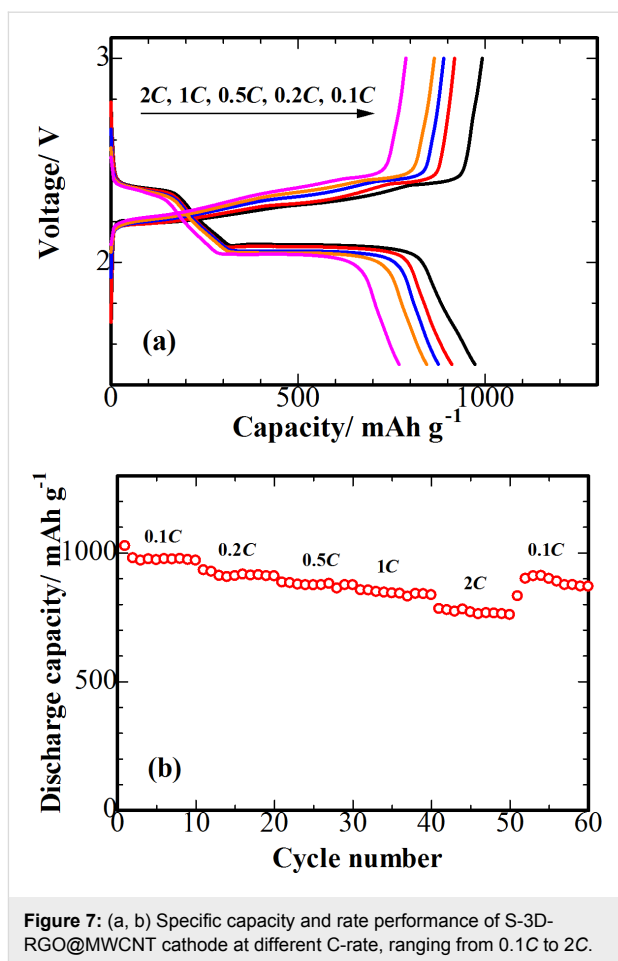 3
2C, 1C, 0.5C, 0.2C, 0.1C
Voltage/ V
2
(a)
0 500 1000
Capacity/ mAh g-1
Discharge capacity/ mAh g-1
1000
0.1C 0.2C 0.5C 1C 2C 0.1C
500
(b)
0
0 10 20 30 40 50 60
Cycle number
Figure 7: (a, b) Specific capacity and rate performance of S-3D-
RGO@MWCNT cathode at different C-rate, ranging from 0.1C to 2C.